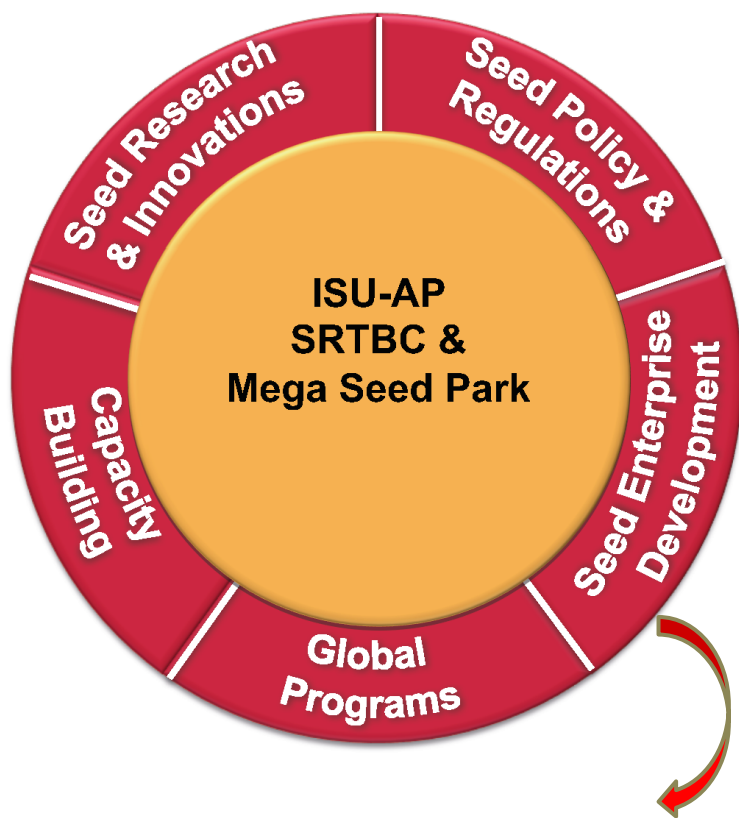 ISU-AP
SRTBC &
Mega Seed Park
Seed Research
& Innovations
Seed Policy &
Regulations
Seed Enterprise
Development
Global
Programs
Capacity
Building